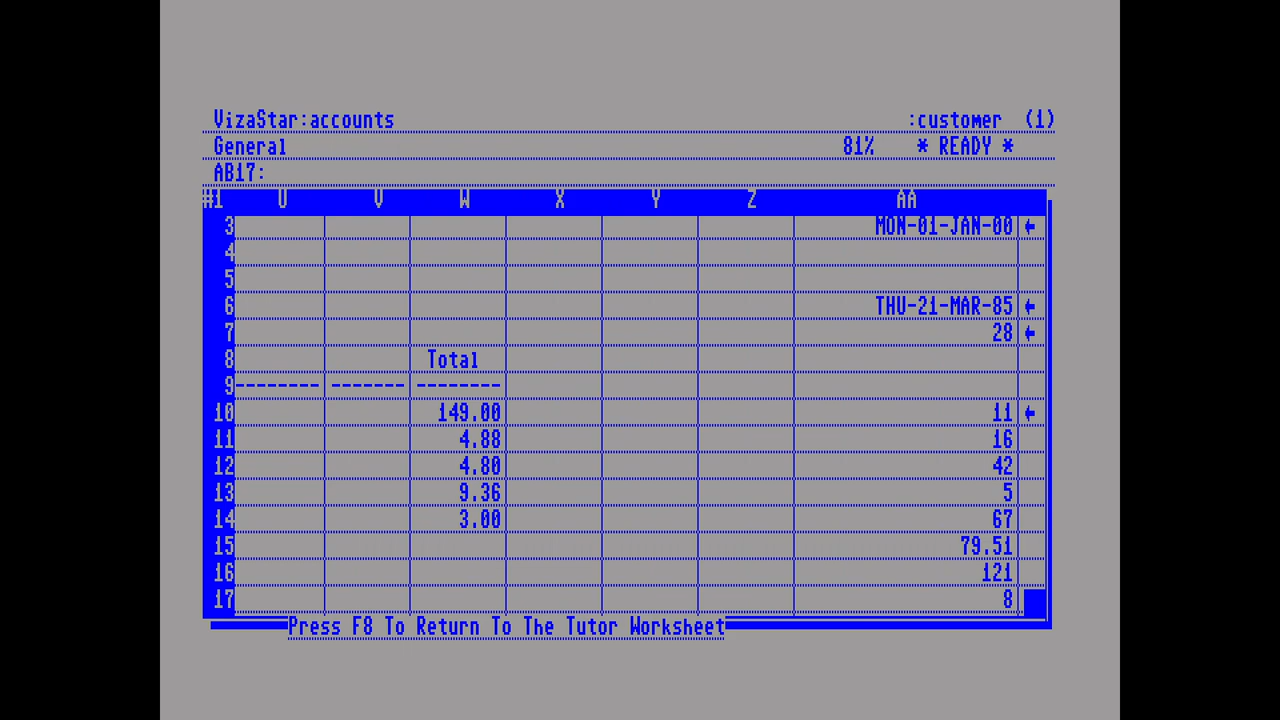 VizaStar:accounts :customer (1)
General 81% * READY *
AB17:
#1 U V W X Y Z AA
3 MON-01-JAN-00 ←
4
5
6 THU-21-MAR-85 ←
7 28 ←
8 Total
9 -------- ------- --------
10 149.00 11 ←
11 4.88 16
12 4.80 42
13 9.36 5
14 3.00 67
15 79.51
16 121
17 8
Press F8 To Return To The Tutor Worksheet